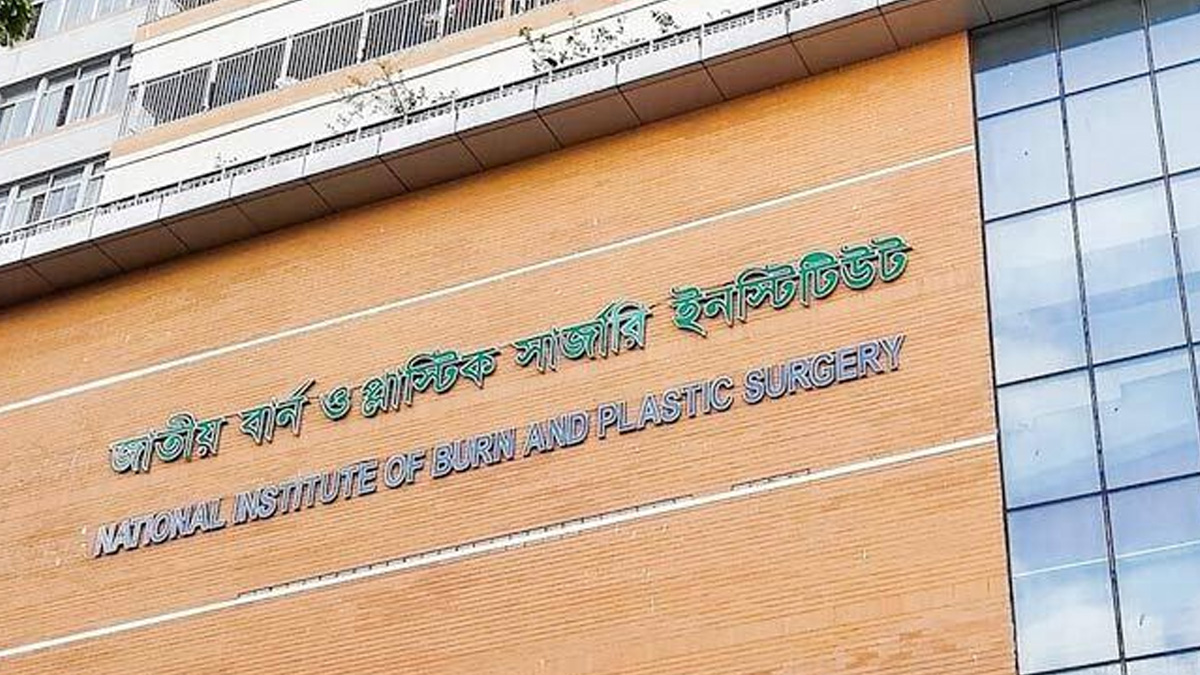 জাতীয় বার্ন ও প্লাস্টিক সার্জারি ইনস্টিটিউট
NATIONAL INSTITUTE OF BURN AND PLASTIC SURGERY